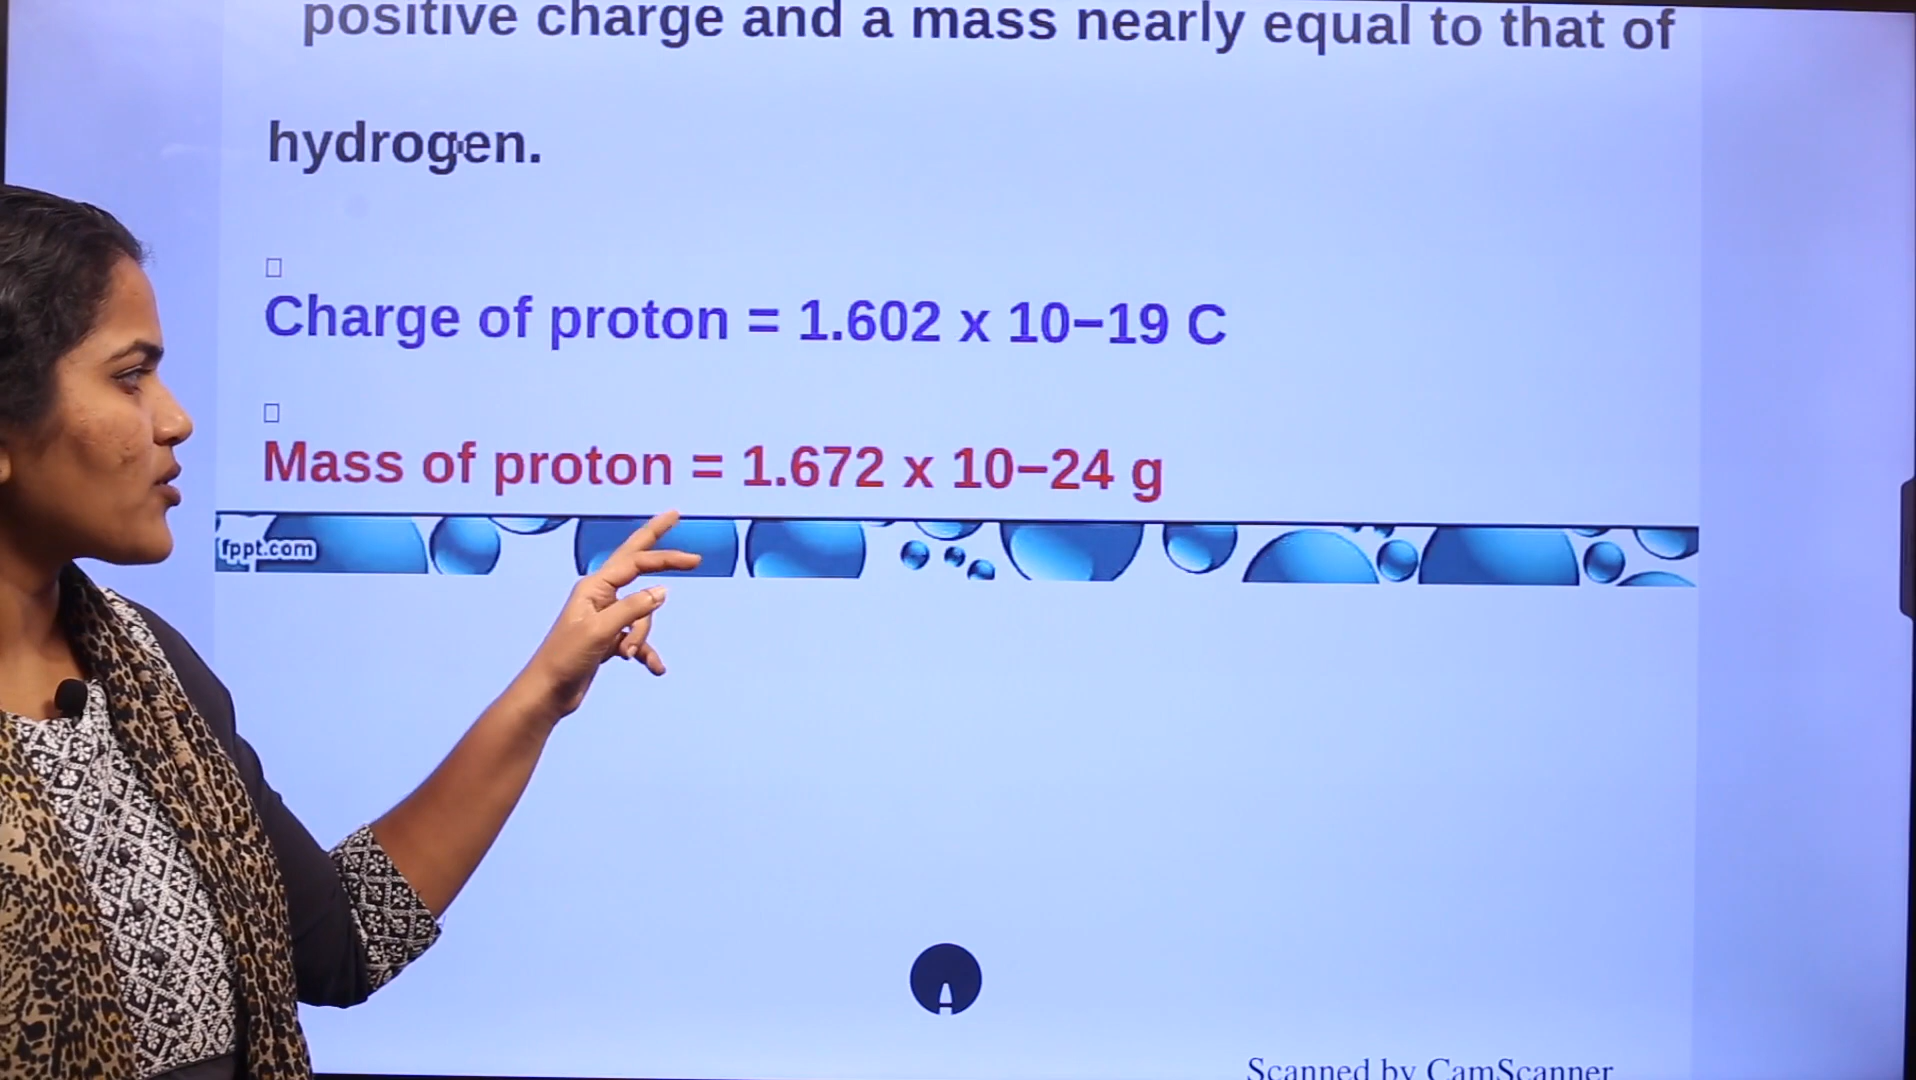 positive charge and a mass nearly equal to that of
hydrogen.
Charge of proton = 1.602 x 10−19 C
Mass of proton = 1.672 x 10−24 g
fppt.com
Scanned by CamScanner